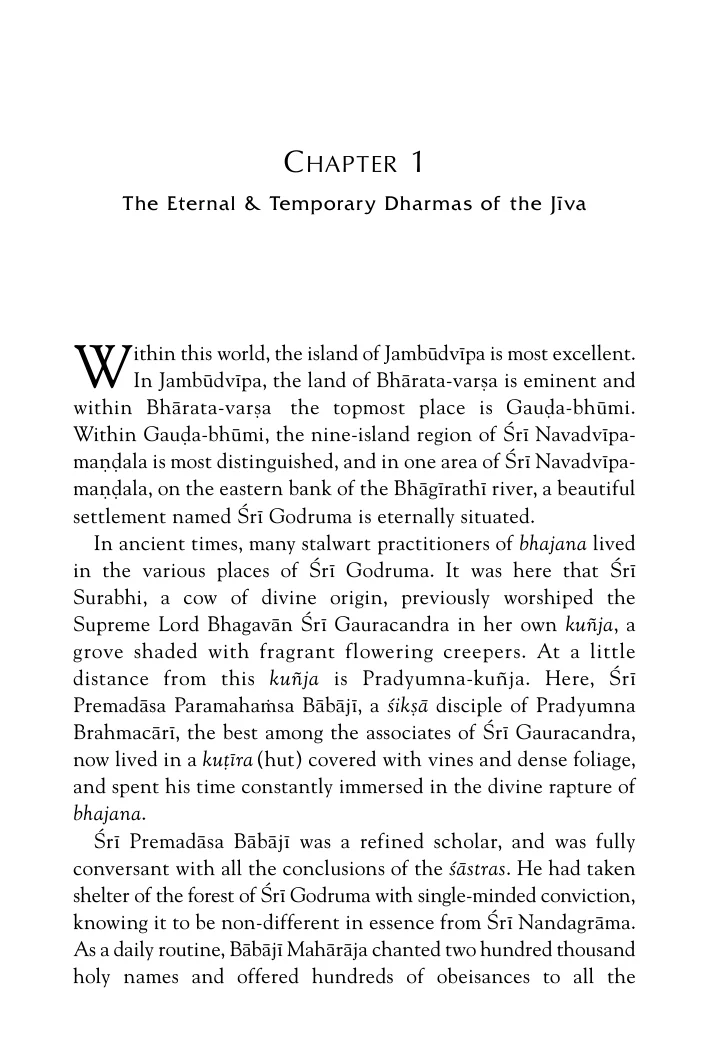 CHAPTER 1
The Eternal & Temporary Dharmas of the Jīva
Within this world, the island of Jambūdvīpa is most excellent.
In Jambūdvīpa, the land of Bhārata-varṣa is eminent and
within Bhārata-varṣa the topmost place is Gauḍa-bhūmi.
Within Gauḍa-bhūmi, the nine-island region of Śrī Navadvīpa-
maṇḍala is most distinguished, and in one area of Śrī Navadvīpa-
maṇḍala, on the eastern bank of the Bhāgīrathī river, a beautiful
settlement named Śrī Godruma is eternally situated.
In ancient times, many stalwart practitioners of bhajana lived
in the various places of Śrī Godruma. It was here that Śrī
Surabhi, a cow of divine origin, previously worshiped the
Supreme Lord Bhagavān Śrī Gauracandra in her own kuñja, a
grove shaded with fragrant flowering creepers. At a little
distance from this kuñja is Pradyumna-kuñja. Here, Śrī
Premadāsa Paramahaṁsa Bābājī, a śikṣā disciple of Pradyumna
Brahmacārī, the best among the associates of Śrī Gauracandra,
now lived in a kuṭīra (hut) covered with vines and dense foliage,
and spent his time constantly immersed in the divine rapture of
bhajana.
Śrī Premadāsa Bābājī was a refined scholar, and was fully
conversant with all the conclusions of the śāstras. He had taken
shelter of the forest of Śrī Godruma with single-minded conviction,
knowing it to be non-different in essence from Śrī Nandagrāma.
As a daily routine, Bābājī Mahārāja chanted two hundred thousand
holy names and offered hundreds of obeisances to all the